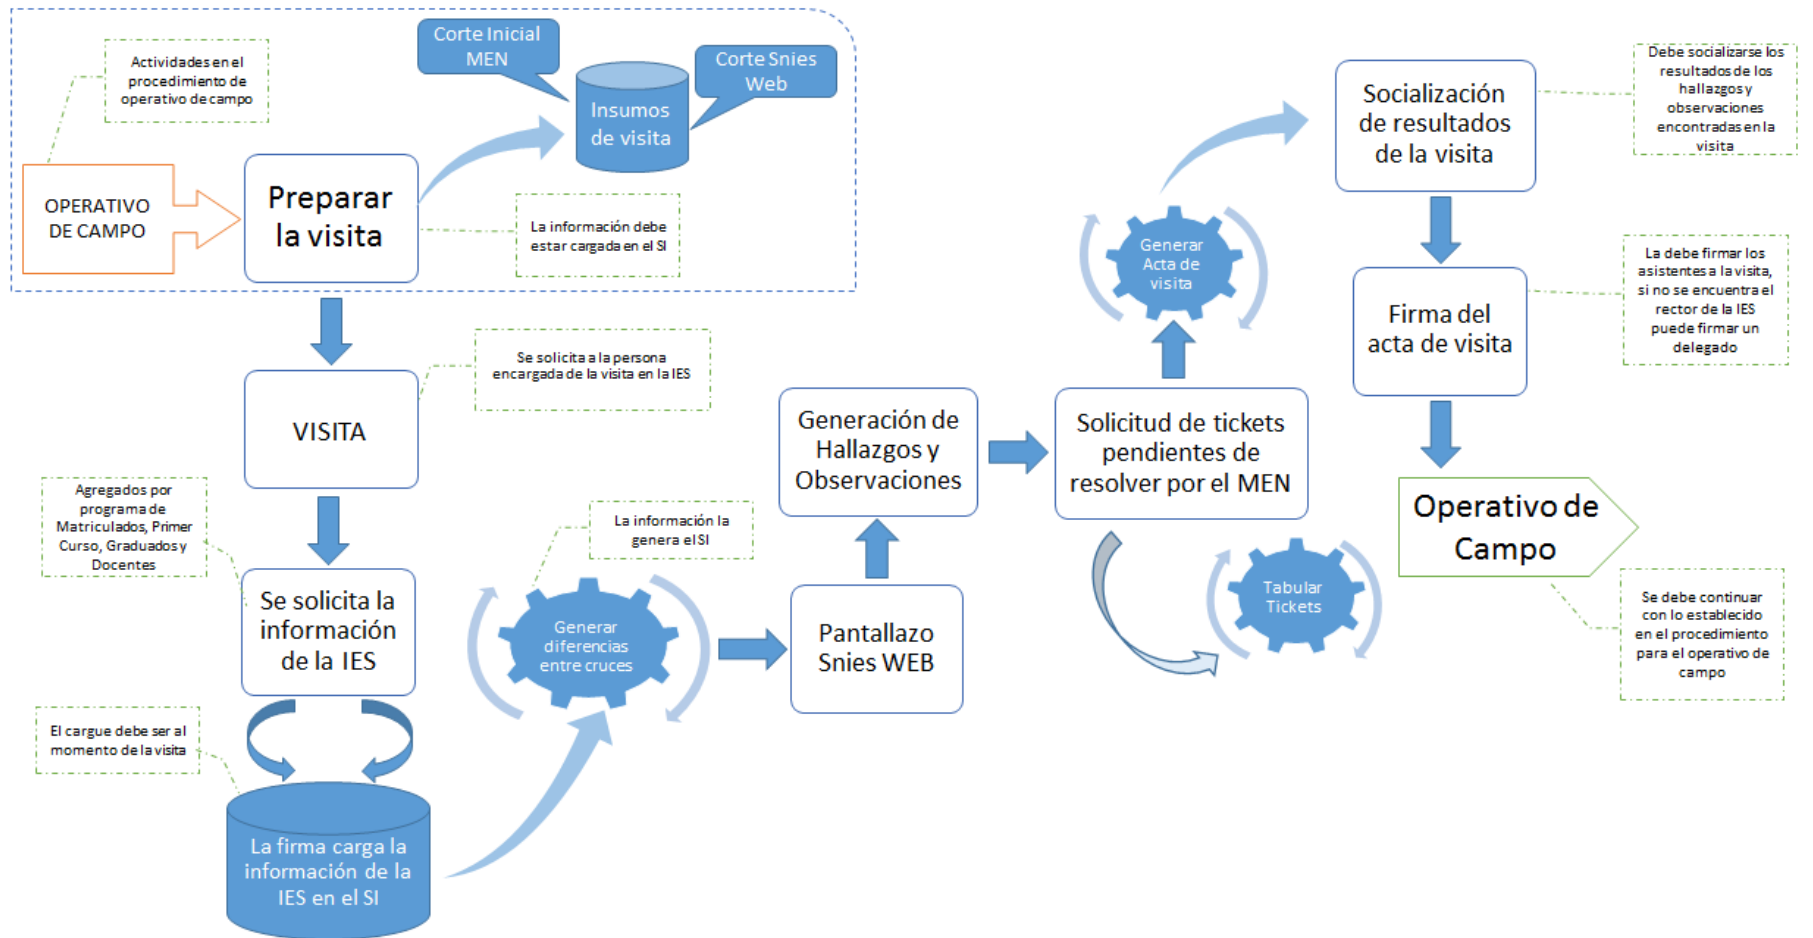 Actividades en el
procedimiento de
operativo de campo
OPERATIVO
DE CAMPO
Preparar
la visita
Corte Inicial
MEN
Corte Snies
Web
Insumos
de visita
La información debe
estar cargada en el SI
Se solicita a la persona
encargada de la visita en la IES
VISITA
Agregados por
programa de
Matriculados, Primer
Curso, Graduados y
Docentes
Se solicita la
información
de la IES
El cargue debe ser al
momento de la visita
La firma carga la
información de la
IES en el SI
La información la
genera el SI
Generar
diferencias
entre cruces
Pantallazo
Snies WEB
Generación de
Hallazgos y
Observaciones
Solicitud de tickets
pendientes de
resolver por el MEN
Tabular
Tickets
Generar
Acta de
visita
Socialización
de resultados
de la visita
Debe socializarse los
resultados de los
hallazgos y
observaciones
encontradas en la
visita
Firma del
acta de visita
La debe firmar los
asistentes a la visita,
si no se encuentra el
rector de la IES
puede firmar un
delegado
Operativo de
Campo
Se debe continuar
con lo establecido
en el procedimiento
para el operativo de
campo